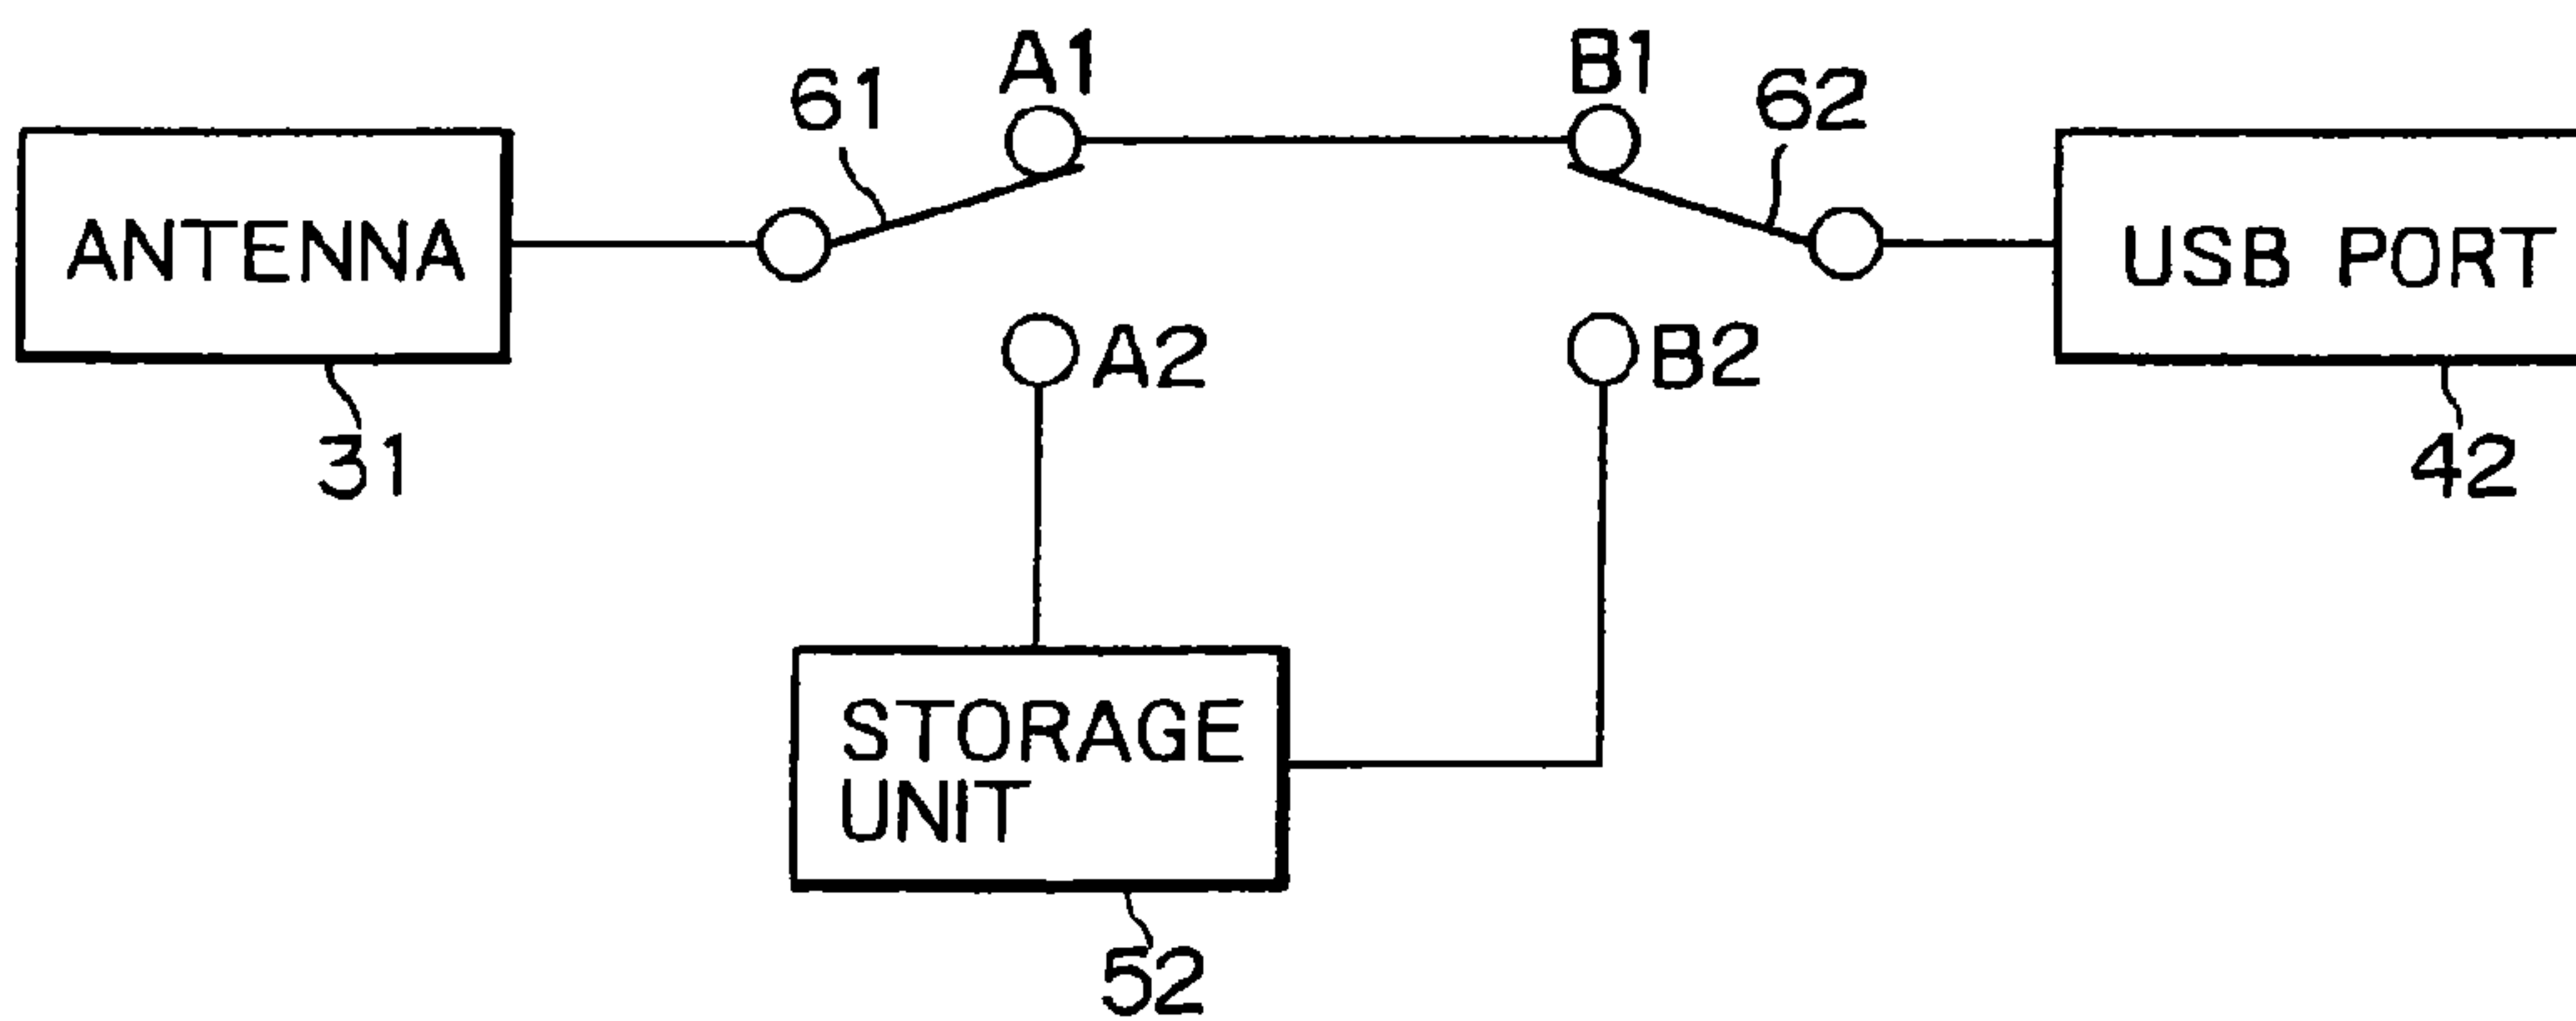 A1
B1
61
62
ANTENNA
USB PORT
A2
B2
31
42
STORAGE
UNIT
52